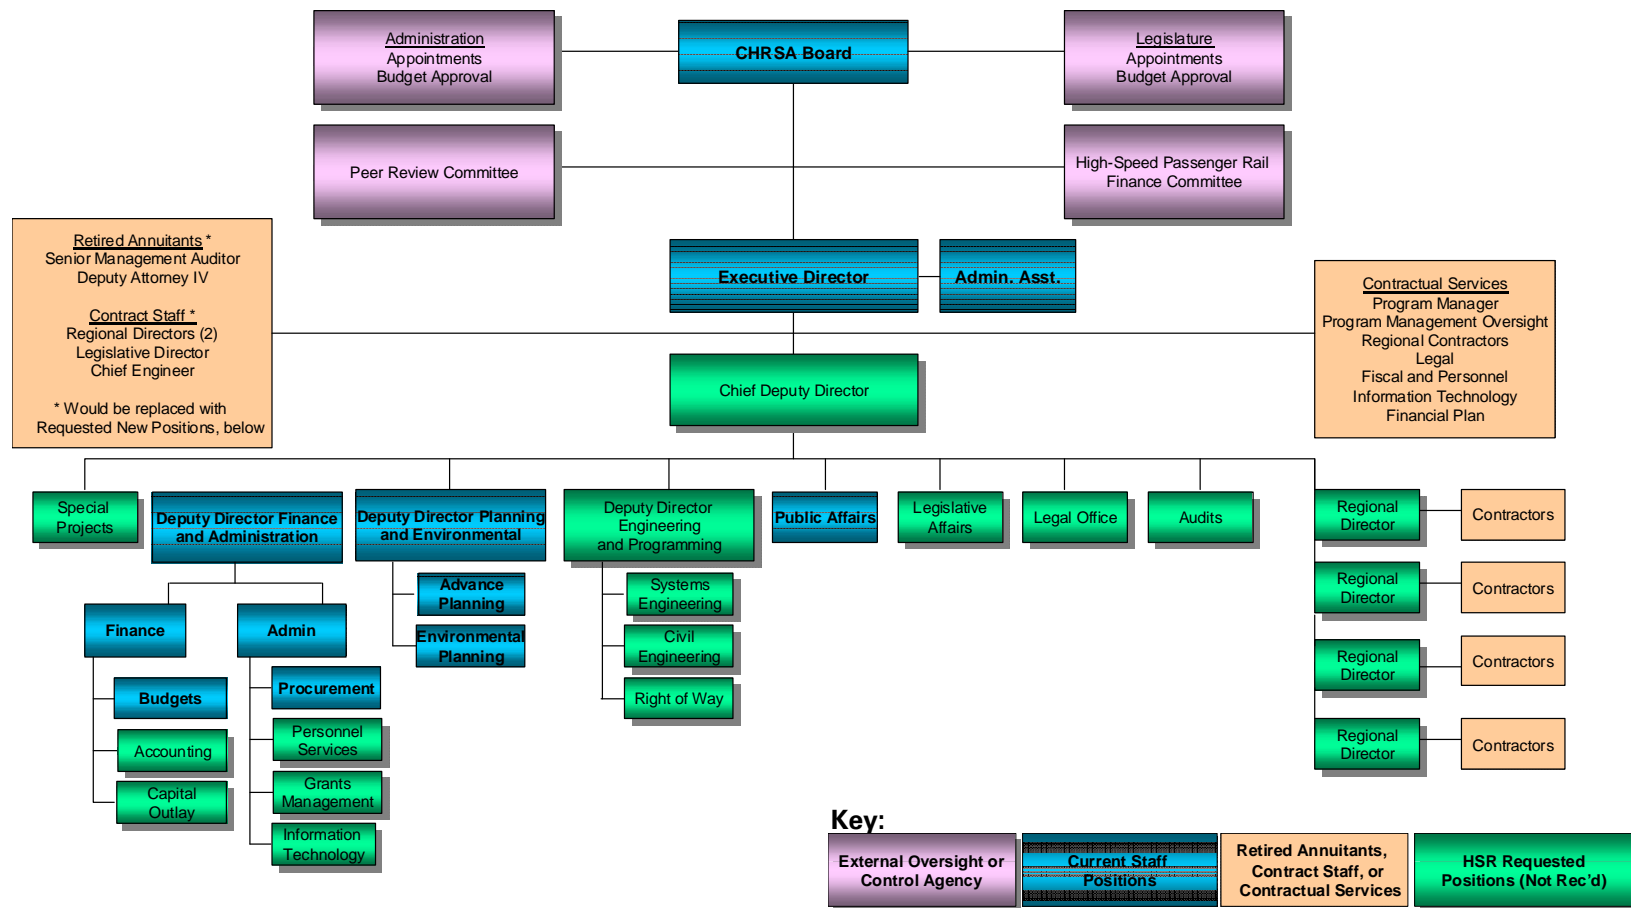 Administration
Appointments
Budget Approval
CHRSA Board
Legislature
Appointments
Budget Approval
Peer Review Committee
High-Speed Passenger Rail
Finance Committee
Retired Annuitants *
Senior Management Auditor
Deputy Attorney IV
Contract Staff *
Regional Directors (2)
Legislative Director
Chief Engineer
* Would be replaced with
Requested New Positions, below
Executive Director
Admin. Asst.
Contractual Services
Program Manager
Program Management Oversight
Regional Contractors
Legal
Fiscal and Personnel
Information Technology
Financial Plan
Chief Deputy Director
Special
Projects
Deputy Director Finance
and Administration
Deputy Director Planning
and Environmental
Deputy Director
Engineering
and Programming
Public Affairs
Legislative
Affairs
Legal Office
Audits
Regional
Director
Contractors
Regional
Director
Contractors
Regional
Director
Contractors
Regional
Director
Contractors
Finance
Admin
Advance
Planning
Environmental
Planning
Systems
Engineering
Civil
Engineering
Right of Way
Budgets
Accounting
Capital
Outlay
Procurement
Personnel
Services
Grants
Management
Information
Technology
Key:
External Oversight or
Control Agency
Current Staff
Positions
Retired Annuitants,
Contract Staff, or
Contractual Services
HSR Requested
Positions (Not Rec'd)